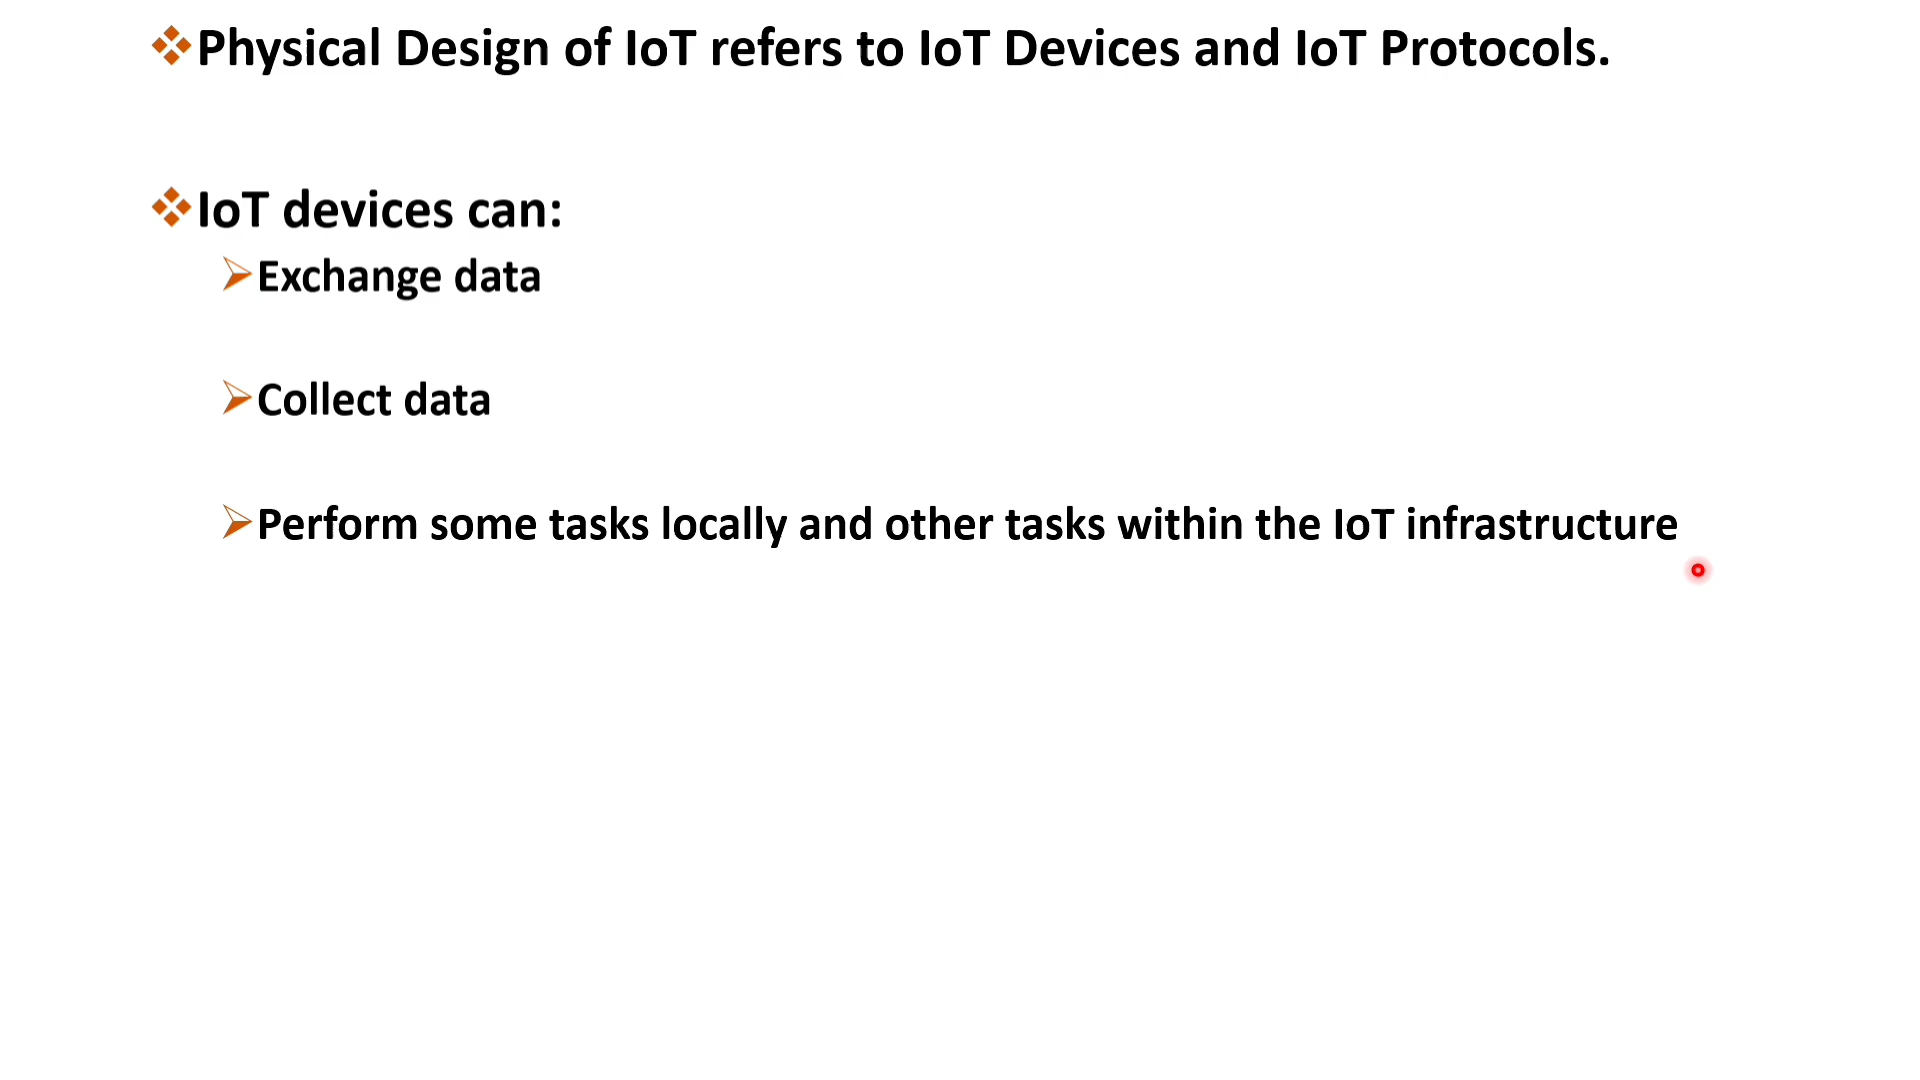 Physical Design of IoT refers to IoT Devices and IoT Protocols.
IoT devices can:
Exchange data
Collect data
Perform some tasks locally and other tasks within the IoT infrastructure